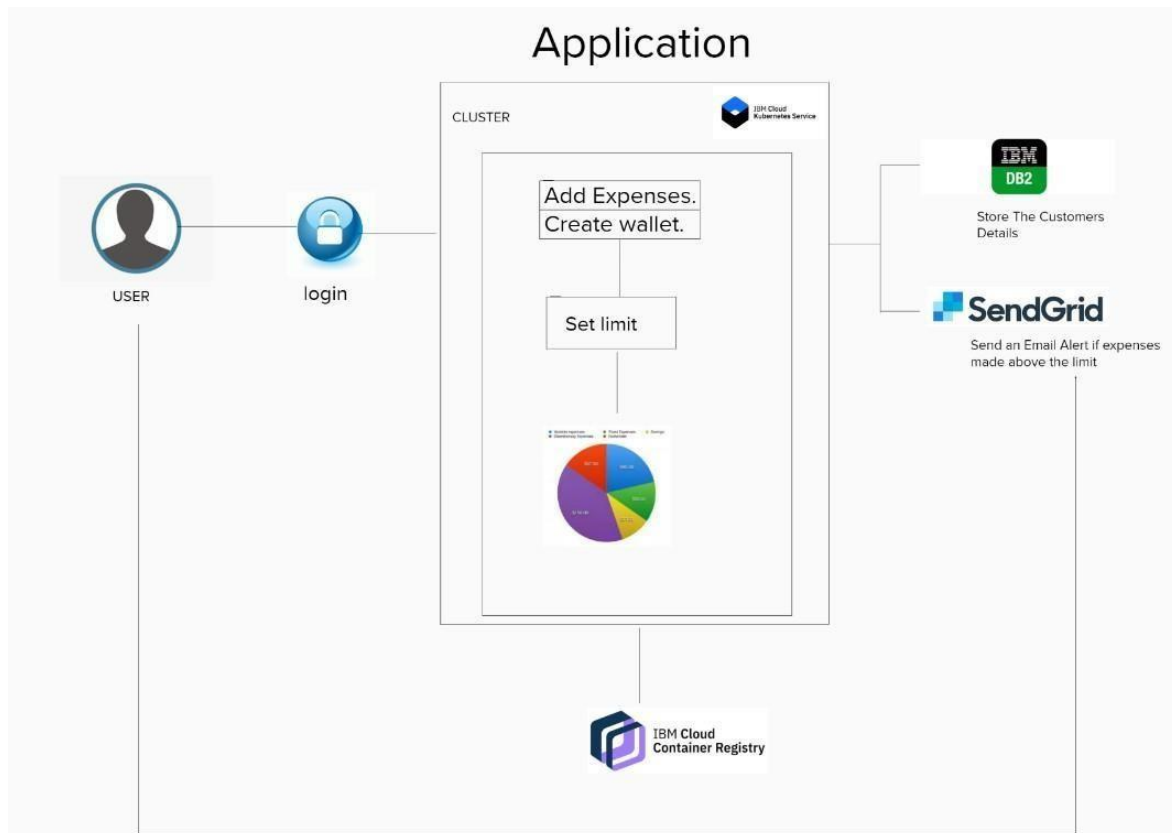 Application
CLUSTER
IBM Cloud
Kubernetes Service
Add Expenses.
Create wallet.
Set limit
USER
login
IBM
DB2
Store The Customers
Details
SendGrid
Send an Email Alert if expenses
made above the limit
IBM Cloud
Container Registry